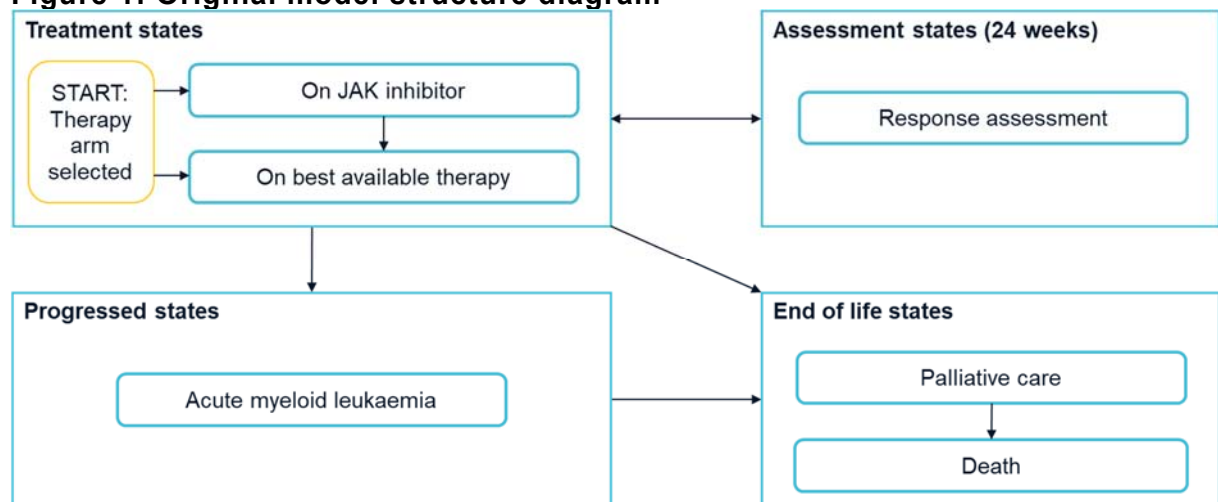 Figure 1: Original model structure diagram
Treatment states
START:
Therapy
arm
selected
On JAK inhibitor
On best available therapy
Assessment states (24 weeks)
Response assessment
Progressed states
Acute myeloid leukaemia
End of life states
Palliative care
Death